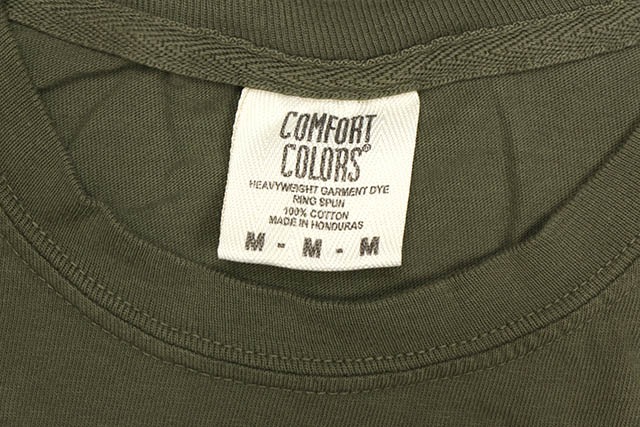 COMFORT
COLORS®
HEAVYWEIGHT GARMENT DYE
RING SPUN
100% COTTON
MADE IN HONDURAS
M - M - M